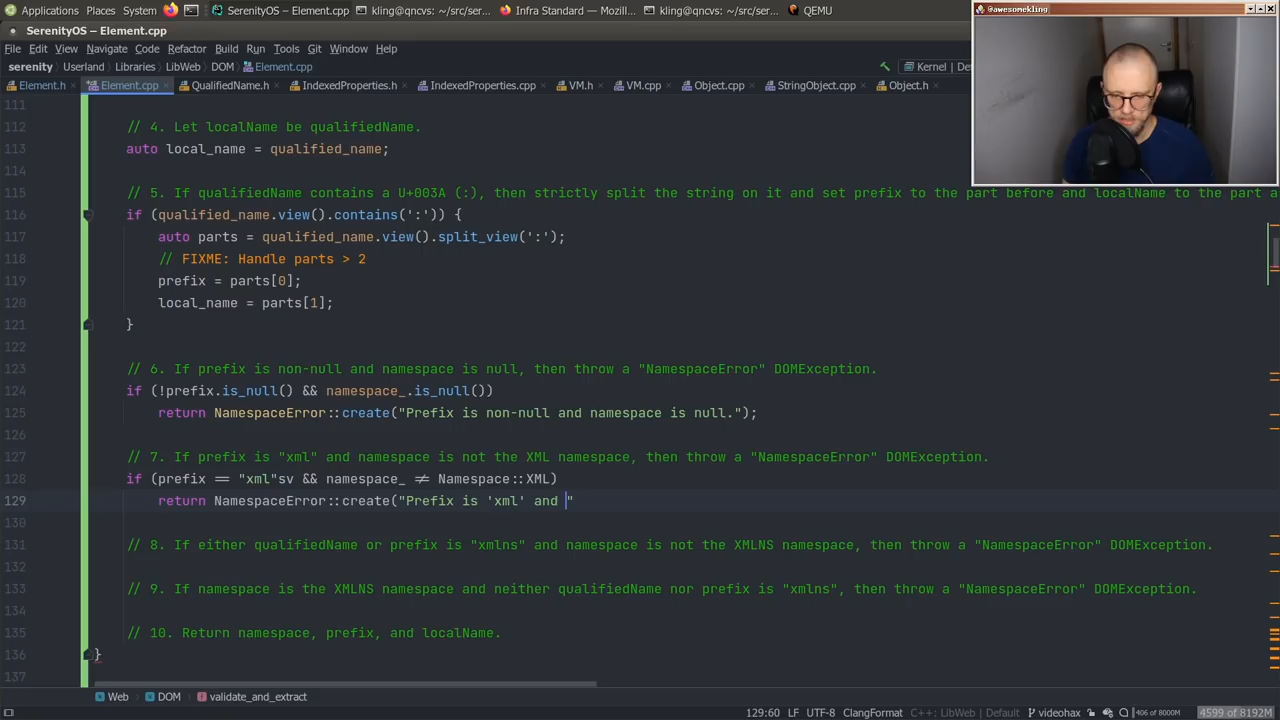 Applications Places System SerenityOS – Element.cpp kling@qncvs: ~/src/ser... Infra Standard — Mozill... kling@qncvs: ~/src/ser... QEMU
@awesomekling
SerenityOS – Element.cpp
File Edit View Navigate Code Refactor Build Run Tools Git Window Help
serenity Userland Libraries LibWeb DOM Element.cpp Kernel De
Element.h Element.cpp QualifiedName.h IndexedProperties.h IndexedProperties.cpp VM.h VM.cpp Object.cpp StringObject.cpp Object.h
111
112 // 4. Let localName be qualifiedName.
113 auto local_name = qualified_name;
114
115 // 5. If qualifiedName contains a U+003A (:), then strictly split the string on it and set prefix to the part before and localName to the part a
116 if (qualified_name.view().contains(':')) {
117 auto parts = qualified_name.view().split_view(':');
118 // FIXME: Handle parts > 2
119 prefix = parts[0];
120 local_name = parts[1];
121 }
122
123 // 6. If prefix is non-null and namespace is null, then throw a "NamespaceError" DOMException.
124 if (!prefix.is_null() && namespace_.is_null())
125 return NamespaceError::create("Prefix is non-null and namespace is null.");
126
127 // 7. If prefix is "xml" and namespace is not the XML namespace, then throw a "NamespaceError" DOMException.
128 if (prefix == "xml"sv && namespace_ ≠ Namespace::XML)
129 return NamespaceError::create("Prefix is 'xml' and "
130
131 // 8. If either qualifiedName or prefix is "xmlns" and namespace is not the XMLNS namespace, then throw a "NamespaceError" DOMException.
132
133 // 9. If namespace is the XMLNS namespace and neither qualifiedName nor prefix is "xmlns", then throw a "NamespaceError" DOMException.
134
135 // 10. Return namespace, prefix, and localName.
136 }
137
Web DOM validate_and_extract
129:60 LF UTF-8 ClangFormat C++: LibWeb | Default videohax 406 of 8000M 4599 of 8192M